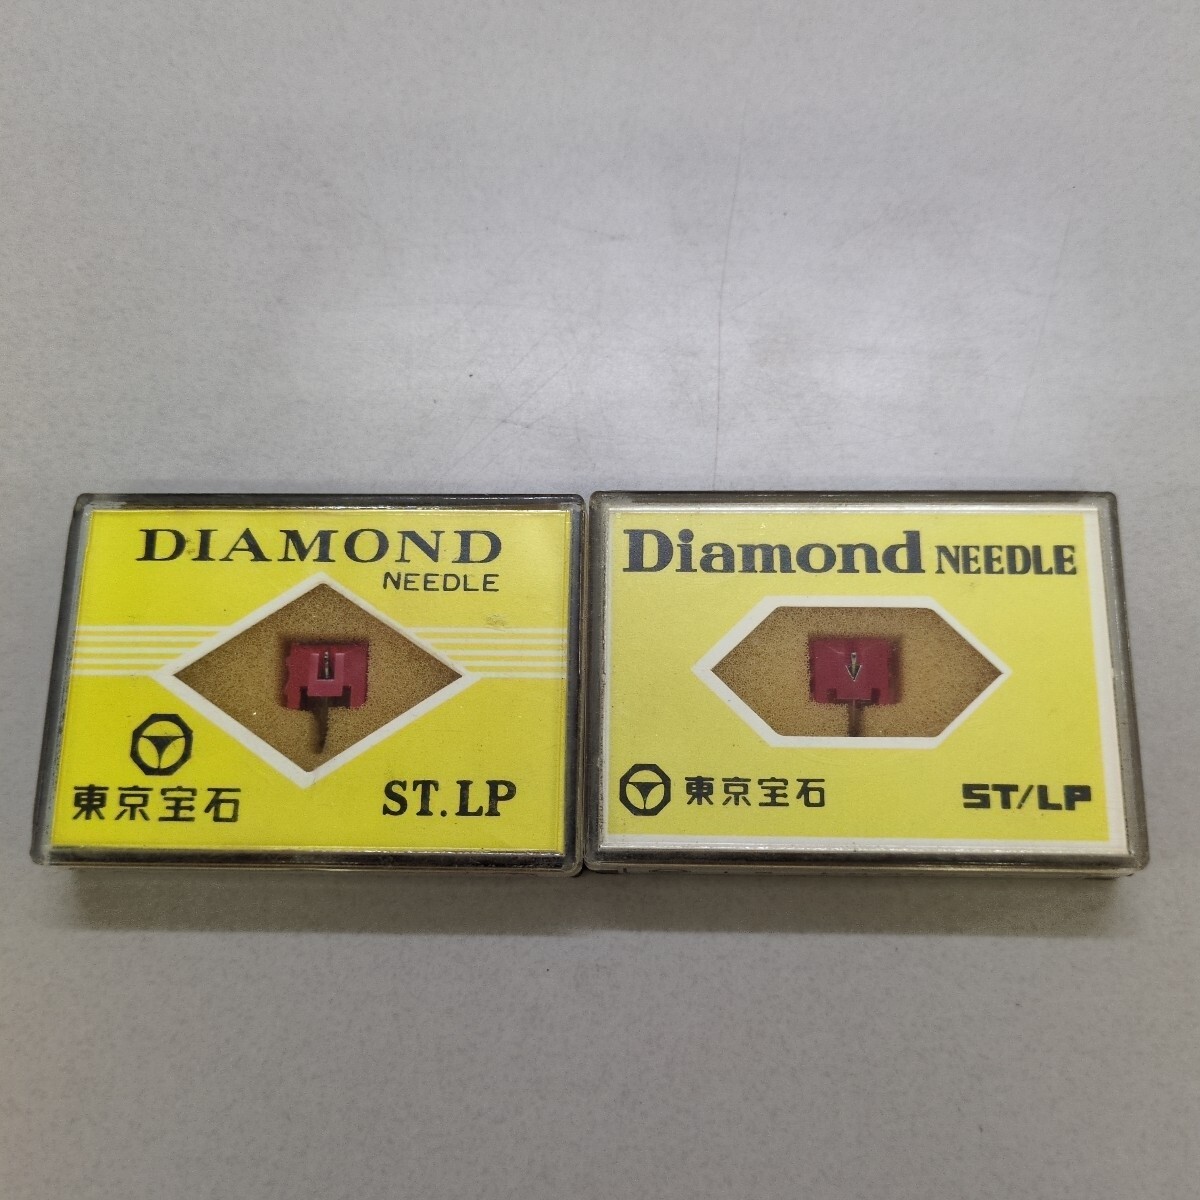 DIAMOND
NEEDLE
東京宝石
ST.LP
Diamond NEEDLE
東京宝石
ST/LP